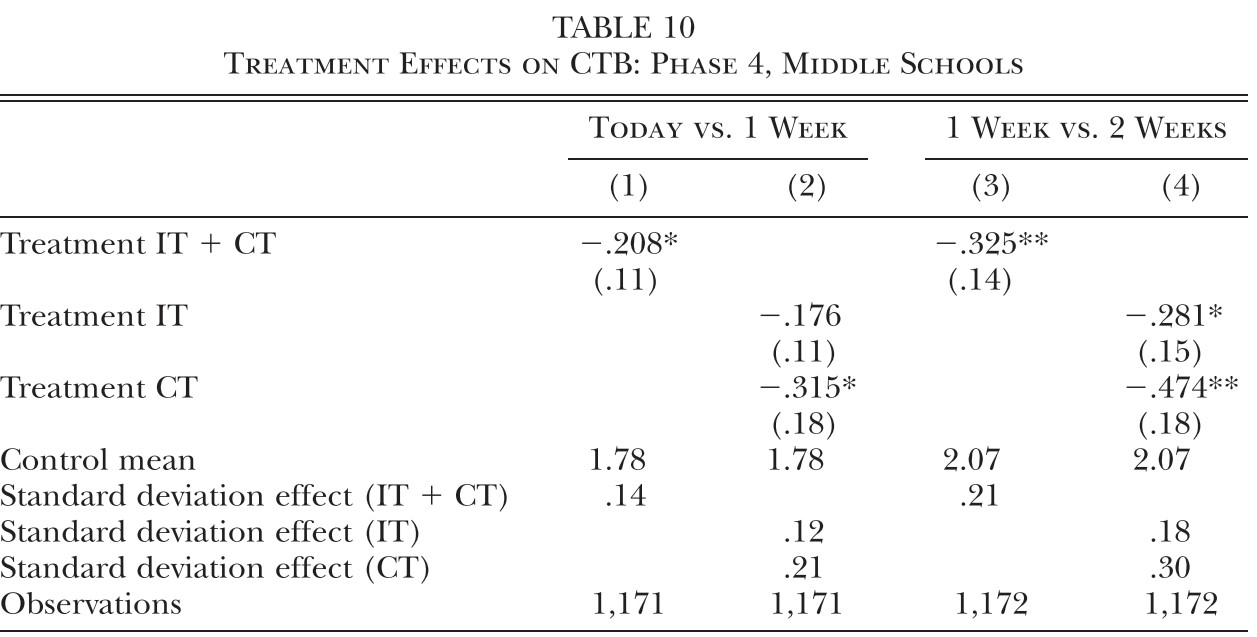 TABLE 10
TREATMENT EFFECTS ON CTB: PHASE 4, MIDDLE SCHOOLS
TODAY VS. 1 WEEK 1 WEEK VS. 2 WEEKS
(1) (2) (3) (4)
Treatment IT + CT −.208* −.325**
(.11) (.14)
Treatment IT −.176 −.281*
(.11) (.15)
Treatment CT −.315* −.474**
(.18) (.18)
Control mean 1.78 1.78 2.07 2.07
Standard deviation effect (IT + CT) .14 .21
Standard deviation effect (IT) .12 .18
Standard deviation effect (CT) .21 .30
Observations 1,171 1,171 1,172 1,172